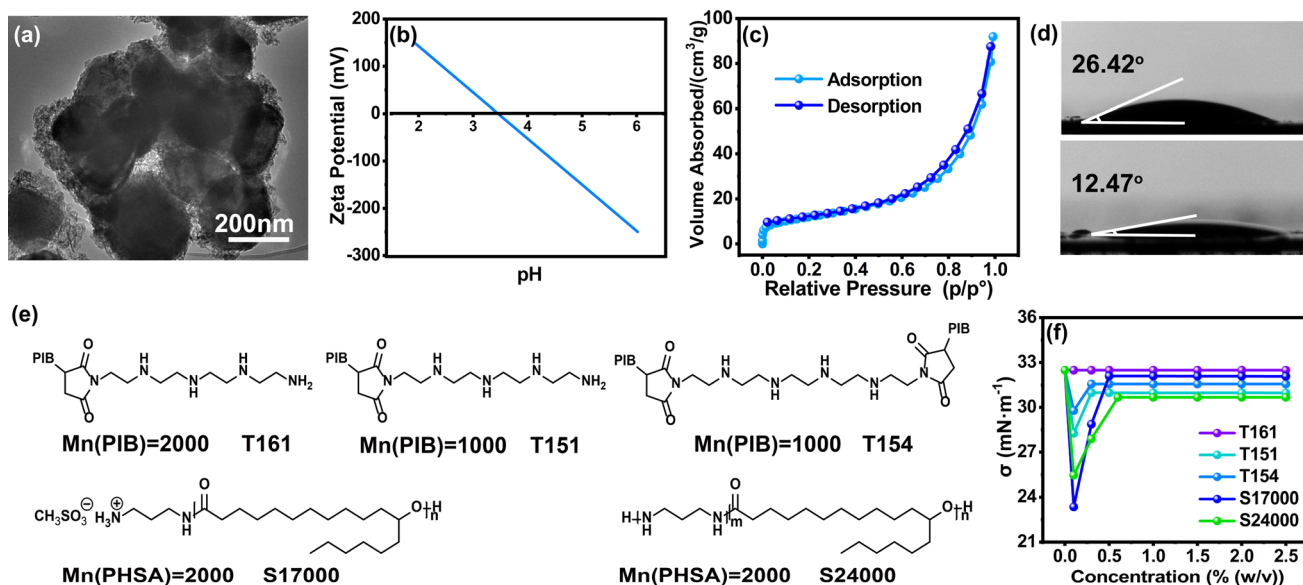 (a)
200nm
(b)
Zeta Potential (mV)
200
150
100
50
0
-100
-200
-300
2 3 4 5 6
pH
(c)
Volume Absorbed/(cm³/g)
100
80
60
40
20
0
Adsorption
Desorption
0.0 0.2 0.4 0.6 0.8 1.0
Relative Pressure (p/p°)
(d)
26.42°
12.47°
(e)
PIB O N O H N N H H N NH₂
Mn(PIB)=2000 T161
PIB O N O H N N H H N NH₂
Mn(PIB)=1000 T151
PIB O N O H N N H H N N H N O O PIB
Mn(PIB)=1000 T154
CH₃SO₃⊖ H₃N⊕ N H O O H n
Mn(PHSA)=2000 S17000
H N H N H m O O H n
Mn(PHSA)=2000 S24000
(f)
σ (mN·m⁻¹)
36
33
30
27
24
21
T161
T151
T154
S17000
S24000
0.0 0.5 1.0 1.5 2.0 2.5
Concentration (% (w/v))